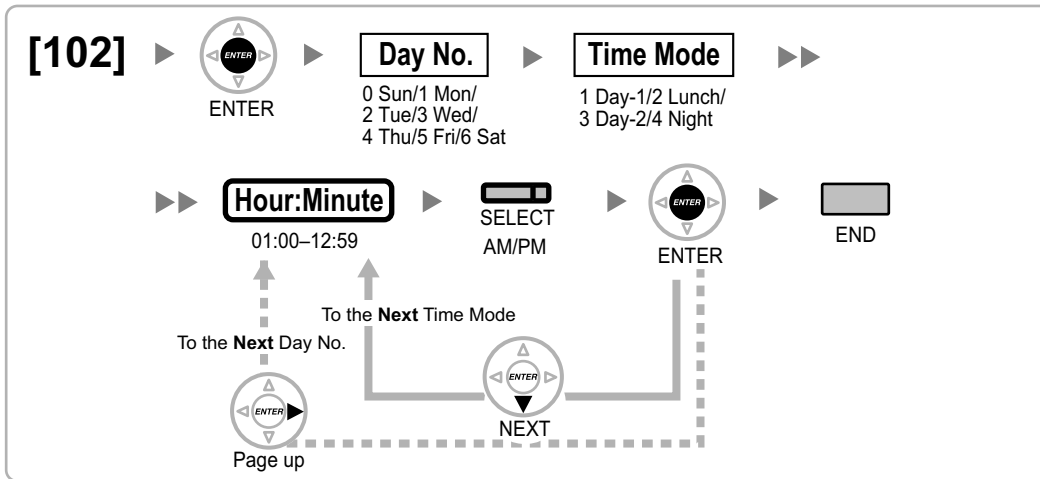 [102]
ENTER
ENTER
Day No.
0 Sun/1 Mon/
2 Tue/3 Wed/
4 Thu/5 Fri/6 Sat
Time Mode
1 Day-1/2 Lunch/
3 Day-2/4 Night
Hour:Minute
01:00–12:59
SELECT
AM/PM
ENTER
ENTER
END
To the Next Time Mode
To the Next Day No.
ENTER
NEXT
ENTER
Page up